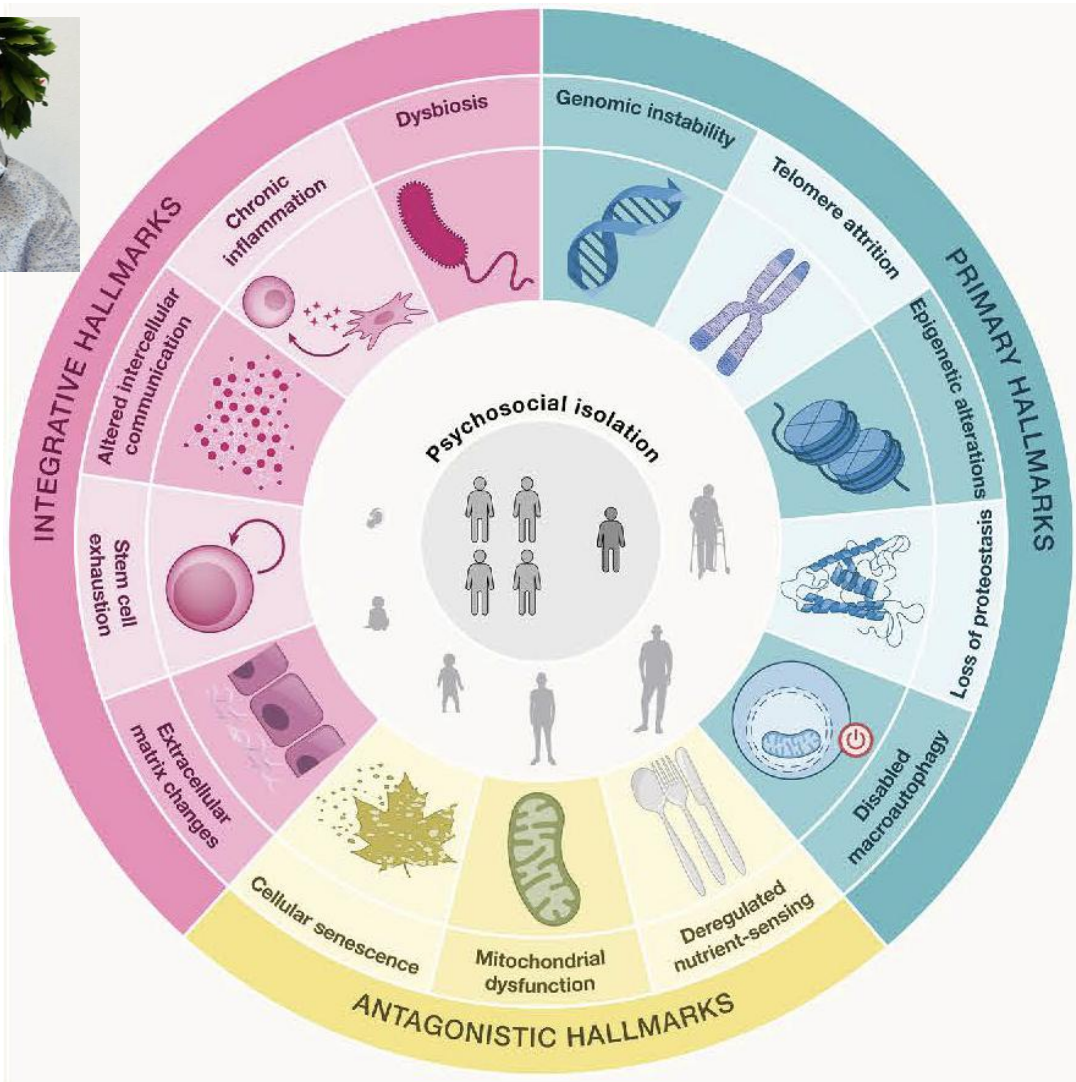 PRIMARY HALLMARKS
Genomic instability
Telomere attrition
Epigenetic alterations
Loss of proteostasis
Disabled
macroautophagy
ANTAGONISTIC HALLMARKS
Deregulated
nutrient-sensing
Mitochondrial
dysfunction
Cellular senescence
INTEGRATIVE HALLMARKS
Extracellular
matrix changes
Stem cell
exhaustion
Altered intercellular
communication
Chronic
inflammation
Dysbiosis
Psychosocial isolation